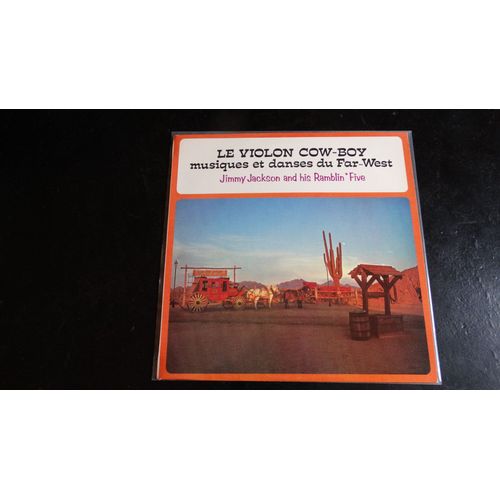 LE VIOLON COW-BOY
musiques et danses du Far-West
Jimmy Jackson and his Ramblin' Five